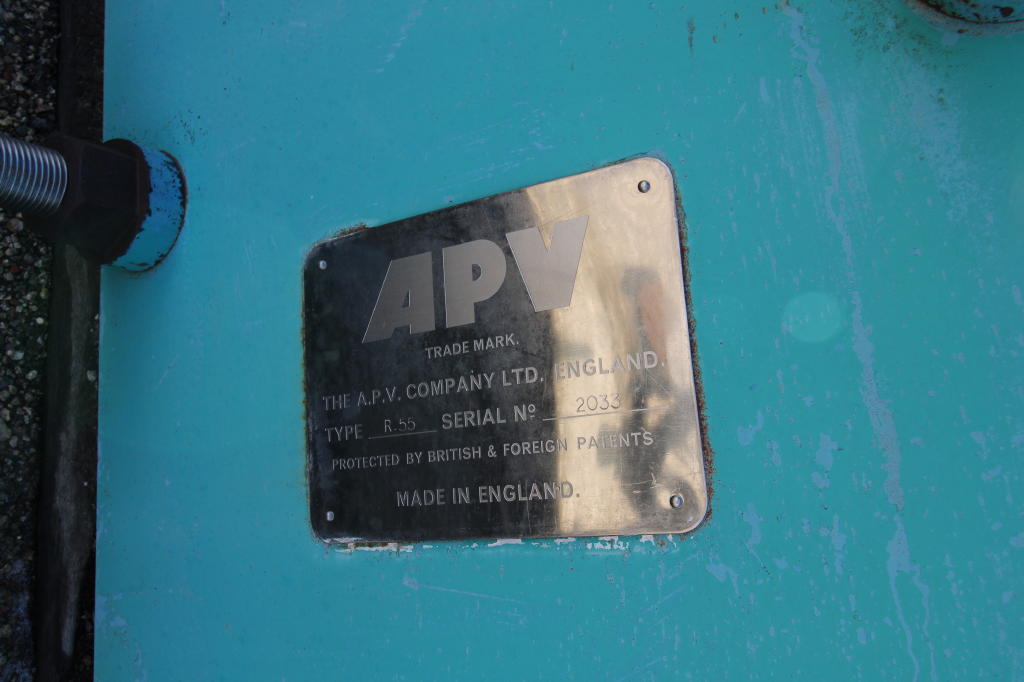 APV
TRADE MARK.
THE A.P.V. COMPANY LTD. ENGLAND.
TYPE R.55 SERIAL Nº 2033
PROTECTED BY BRITISH & FOREIGN PATENTS
MADE IN ENGLAND.